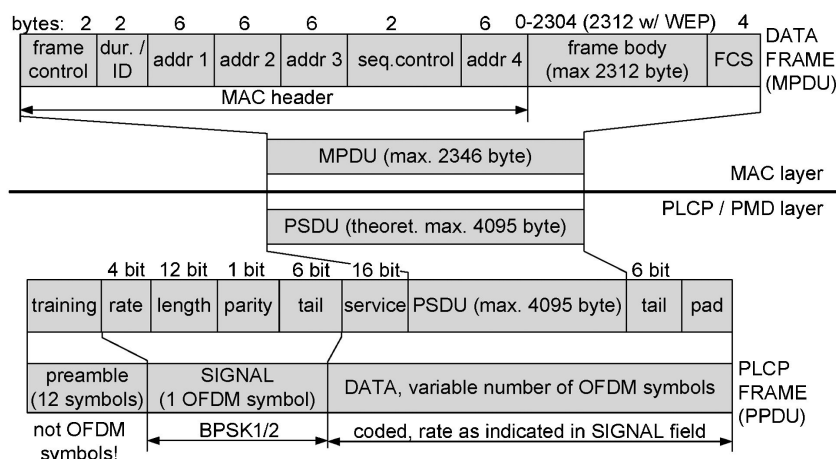 bytes: 2 2 6 6 6 2 6 0-2304 (2312 w/ WEP) 4
frame control
dur. / ID
addr 1
addr 2
addr 3
seq.control
addr 4
frame body (max 2312 byte)
FCS
DATA FRAME (MPDU)
MAC header
MPDU (max. 2346 byte)
MAC layer
PLCP / PMD layer
PSDU (theoret. max. 4095 byte)
4 bit 12 bit 1 bit 6 bit 16 bit 6 bit
training rate length parity tail service PSDU (max. 4095 byte) tail pad
preamble (12 symbols)
SIGNAL (1 OFDM symbol)
DATA, variable number of OFDM symbols
PLCP FRAME (PPDU)
not OFDM symbols!
BPSK1/2
coded, rate as indicated in SIGNAL field